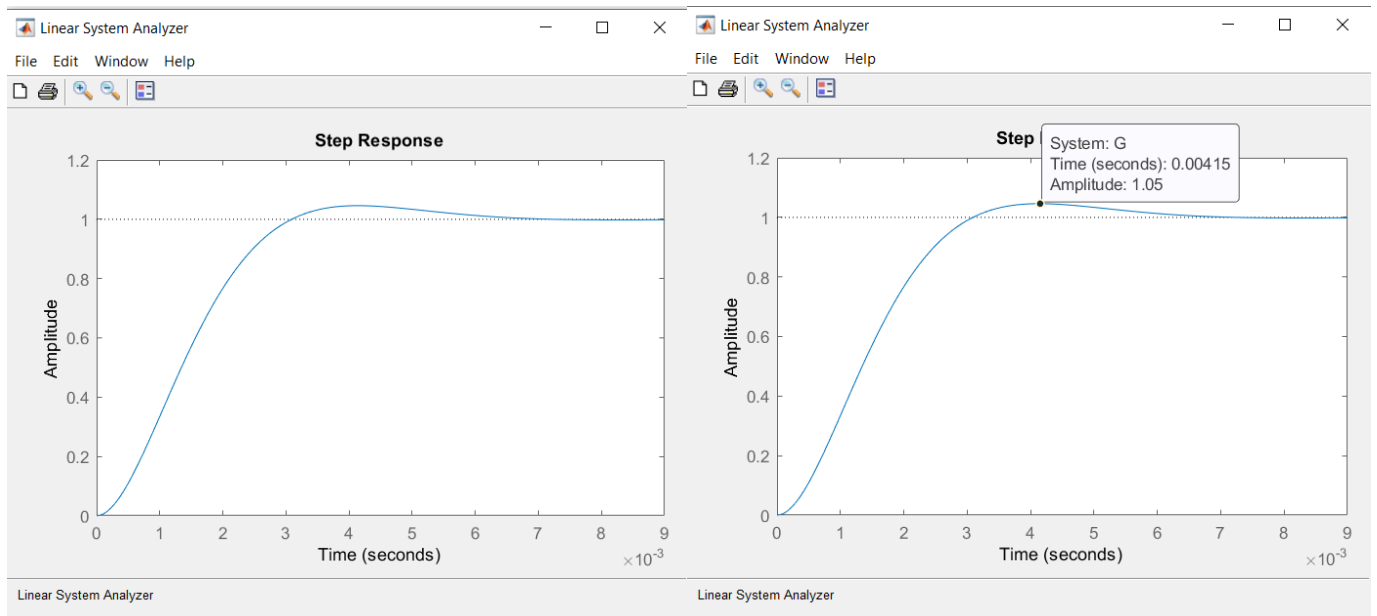 Linear System Analyzer
File Edit Window Help
Step Response
1.2
1
0.8
0.6
0.4
0.2
0
Amplitude
0 1 2 3 4 5 6 7 8 9
Time (seconds)
×10-3
Linear System Analyzer
Linear System Analyzer
File Edit Window Help
Step
System: G
Time (seconds): 0.00415
Amplitude: 1.05
1.2
1
0.8
0.6
0.4
0.2
0
Amplitude
0 1 2 3 4 5 6 7 8 9
Time (seconds)
×10-3
Linear System Analyzer